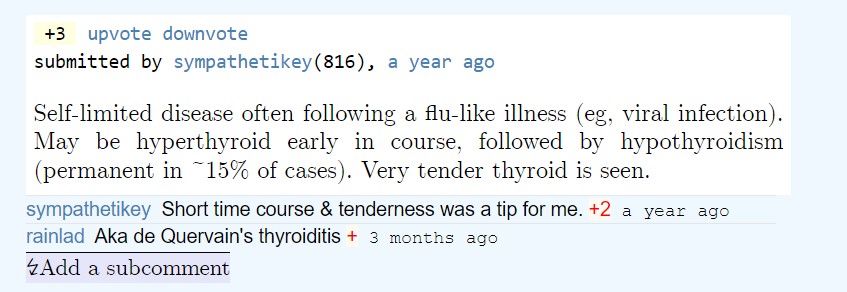 +3 upvote downvote
submitted by sympathetikey(816), a year ago
Self-limited disease often following a flu-like illness (eg, viral infection).
May be hyperthyroid early in course, followed by hypothyroidism
(permanent in ~15% of cases). Very tender thyroid is seen.
sympathetikey Short time course & tenderness was a tip for me. +2 a year ago
rainlad Aka de Quervain's thyroiditis + 3 months ago
↯Add a subcomment